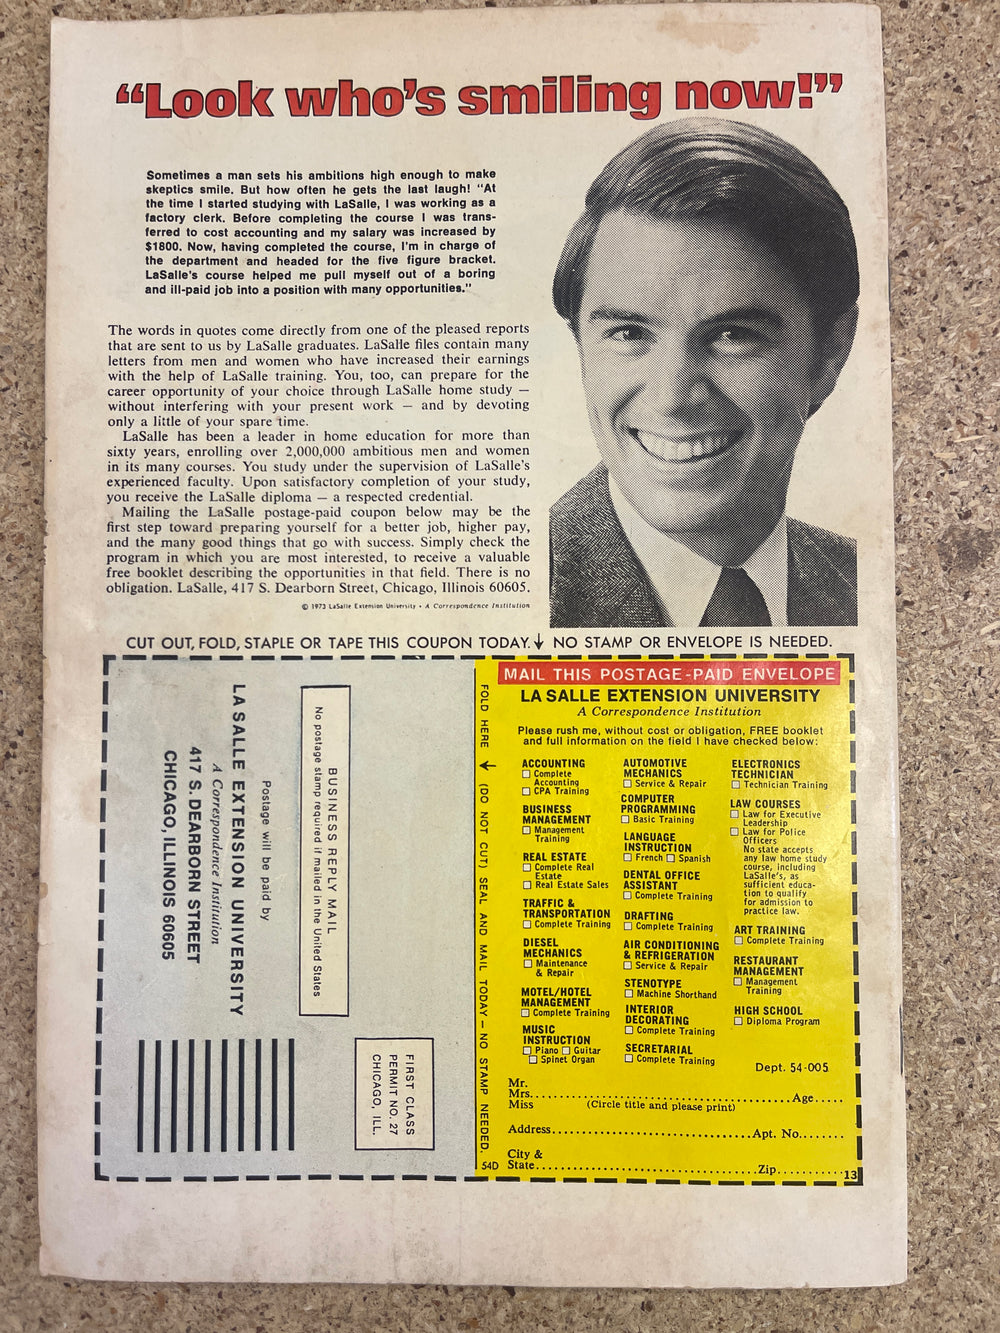 “Look who’s smiling now!”
Sometimes a man sets his ambitions high enough to make
skeptics smile. But how often he gets the last laugh! “At
the time I started studying with LaSalle, I was working as a
factory clerk. Before completing the course I was trans-
ferred to cost accounting and my salary was increased by
$1800. Now, having completed the course, I’m in charge of
the department and headed for the five figure bracket.
LaSalle’s course helped me pull myself out of a boring
and ill-paid job into a position with many opportunities.”
The words in quotes come directly from one of the pleased reports
that are sent to us by LaSalle graduates. LaSalle files contain many
letters from men and women who have increased their earnings
with the help of LaSalle training. You, too, can prepare for the
career opportunity of your choice through LaSalle home study —
without interfering with your present work — and by devoting
only a little of your spare time.
LaSalle has been a leader in home education for more than
sixty years, enrolling over 2,000,000 ambitious men and women
in its many courses. You study under the supervision of LaSalle’s
experienced faculty. Upon satisfactory completion of your study,
you receive the LaSalle diploma — a respected credential.
Mailing the LaSalle postage-paid coupon below may be the
first step toward preparing yourself for a better job, higher pay,
and the many good things that go with success. Simply check the
program in which you are most interested, to receive a valuable
free booklet describing the opportunities in that field. There is no
obligation. LaSalle, 417 S. Dearborn Street, Chicago, Illinois 60605.
© 1973 LaSalle Extension University • A Correspondence Institution
CUT OUT, FOLD, STAPLE OR TAPE THIS COUPON TODAY. ↓ NO STAMP OR ENVELOPE IS NEEDED.
FIRST CLASS
PERMIT NO. 27
CHICAGO, ILL.
BUSINESS REPLY MAIL
No postage stamp required if mailed in the United States
Postage will be paid by
LA SALLE EXTENSION UNIVERSITY
A Correspondence Institution
417 S. DEARBORN STREET
CHICAGO, ILLINOIS 60605
FOLD HERE ↓ (DO NOT CUT) SEAL AND MAIL TODAY — NO STAMP NEEDED.
54D
MAIL THIS POSTAGE-PAID ENVELOPE
LA SALLE EXTENSION UNIVERSITY
A Correspondence Institution
Please rush me, without cost or obligation, FREE booklet
and full information on the field I have checked below:
ACCOUNTING
☐ Complete
Accounting
☐ CPA Training
BUSINESS
MANAGEMENT
☐ Management
Training
REAL ESTATE
☐ Complete Real
Estate
☐ Real Estate Sales
TRAFFIC &
TRANSPORTATION
☐ Complete Training
DIESEL
MECHANICS
☐ Maintenance
& Repair
MOTEL/HOTEL
MANAGEMENT
☐ Complete Training
MUSIC
INSTRUCTION
☐ Piano ☐ Guitar
☐ Spinet Organ
AUTOMOTIVE
MECHANICS
☐ Service & Repair
COMPUTER
PROGRAMMING
☐ Basic Training
LANGUAGE
INSTRUCTION
☐ French ☐ Spanish
DENTAL OFFICE
ASSISTANT
☐ Complete Training
DRAFTING
☐ Complete Training
AIR CONDITIONING
& REFRIGERATION
☐ Service & Repair
STENOTYPE
☐ Machine Shorthand
INTERIOR
DECORATING
☐ Complete Training
SECRETARIAL
☐ Complete Training
ELECTRONICS
TECHNICIAN
☐ Technician Training
LAW COURSES
☐ Law for Executive
Leadership
☐ Law for Police
Officers
No state accepts
any law home study
course, including
LaSalle’s, as
sufficient educa-
tion to qualify
for admission to
practice law.
ART TRAINING
☐ Complete Training
RESTAURANT
MANAGEMENT
☐ Management
Training
HIGH SCHOOL
☐ Diploma Program
Dept. 54-005
Mr.
Mrs. Age
Miss (Circle title and please print)
Address Apt. No.
City &
State Zip
13